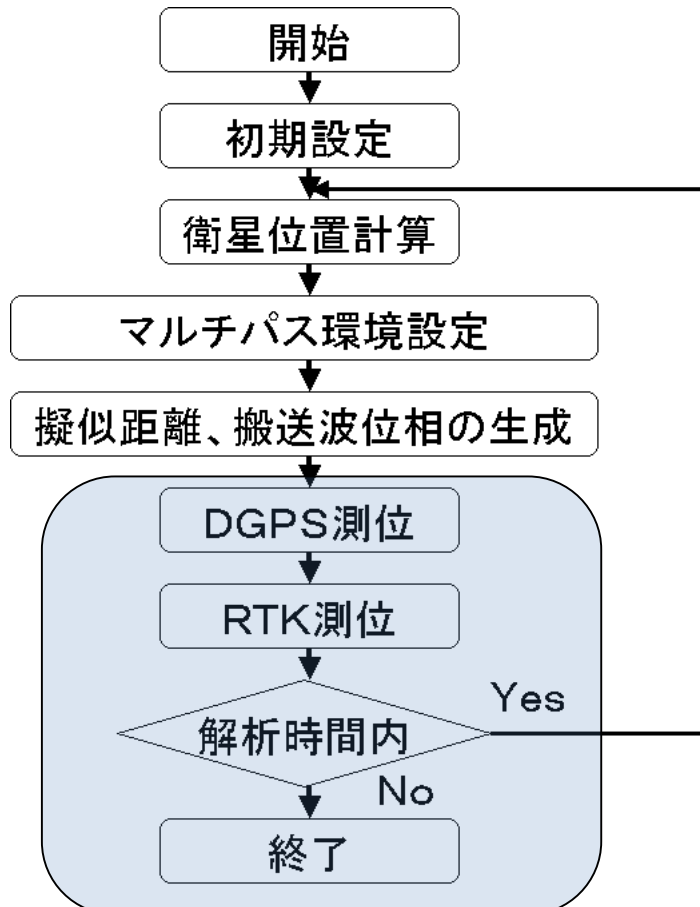 開始
初期設定
衛星位置計算
マルチパス環境設定
擬似距離、搬送波位相の生成
DGPS測位
RTK測位
解析時間内
Yes
No
終了